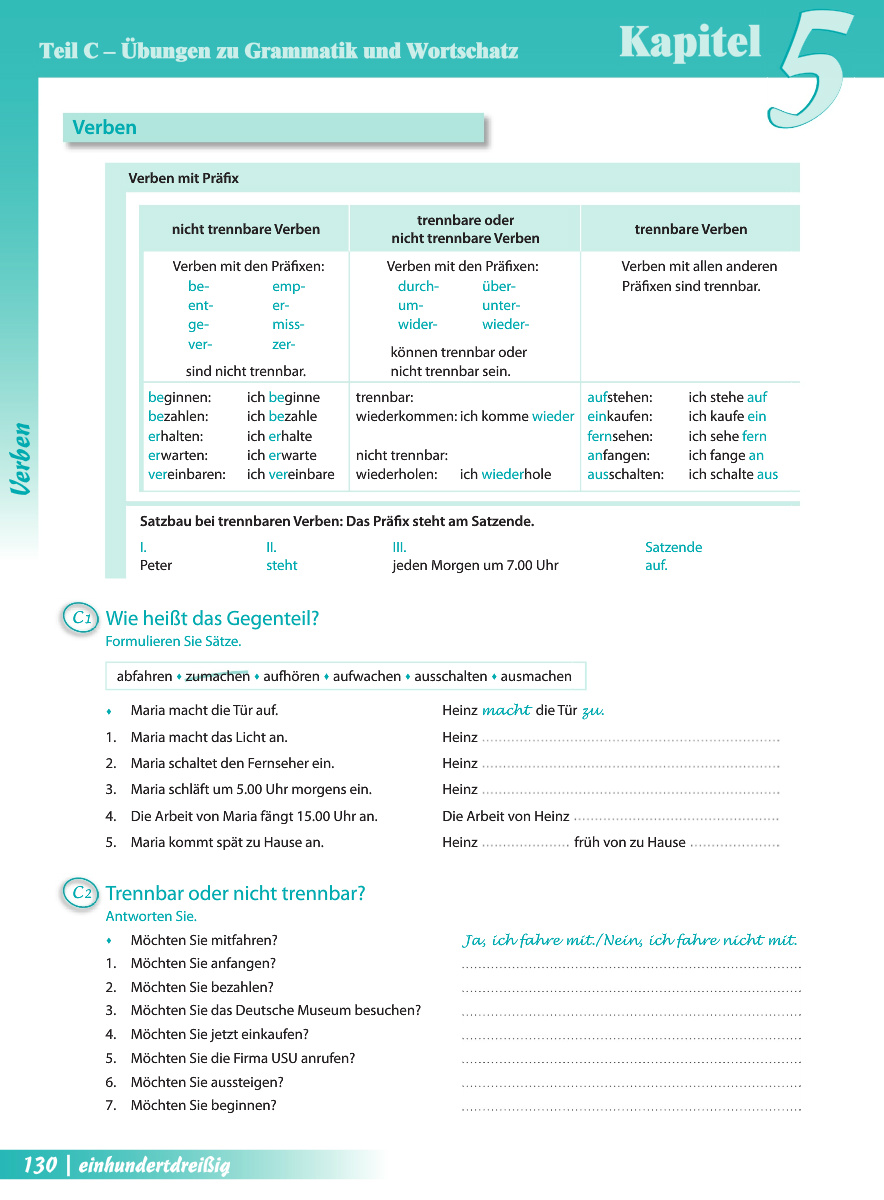 Teil C – Übungen zu Grammatik und Wortschatz
Kapitel 5
Verben
Verben
Verben mit Präfix
nicht trennbare Verben
trennbare oder
nicht trennbare Verben
trennbare Verben
Verben mit den Präfixen:
be- emp-
ent- er-
ge- miss-
ver- zer-
sind nicht trennbar.
Verben mit den Präfixen:
durch- über-
um- unter-
wider- wieder-
können trennbar oder
nicht trennbar sein.
Verben mit allen anderen
Präfixen sind trennbar.
beginnen: ich beginne
bezahlen: ich bezahle
erhalten: ich erhalte
erwarten: ich erwarte
vereinbaren: ich vereinbare
trennbar:
wiederkommen: ich komme wieder
nicht trennbar:
wiederholen: ich wiederhole
aufstehen: ich stehe auf
einkaufen: ich kaufe ein
fernsehen: ich sehe fern
anfangen: ich fange an
ausschalten: ich schalte aus
Satzbau bei trennbaren Verben: Das Präfix steht am Satzende.
I. II. III. Satzende
Peter steht jeden Morgen um 7.00 Uhr auf.
C1 Wie heißt das Gegenteil?
Formulieren Sie Sätze.
abfahren ♦ zumachen ♦ aufhören ♦ aufwachen ♦ ausschalten ♦ ausmachen
♦ Maria macht die Tür auf. Heinz macht die Tür zu.
1. Maria macht das Licht an. Heinz
2. Maria schaltet den Fernseher ein. Heinz
3. Maria schläft um 5.00 Uhr morgens ein. Heinz
4. Die Arbeit von Maria fängt 15.00 Uhr an. Die Arbeit von Heinz
5. Maria kommt spät zu Hause an. Heinz .................... früh von zu Hause
C2 Trennbar oder nicht trennbar?
Antworten Sie.
♦ Möchten Sie mitfahren? Ja, ich fahre mit./Nein, ich fahre nicht mit.
1. Möchten Sie anfangen?
2. Möchten Sie bezahlen?
3. Möchten Sie das Deutsche Museum besuchen?
4. Möchten Sie jetzt einkaufen?
5. Möchten Sie die Firma USU anrufen?
6. Möchten Sie aussteigen?
7. Möchten Sie beginnen?
130 | einhundertdreißig